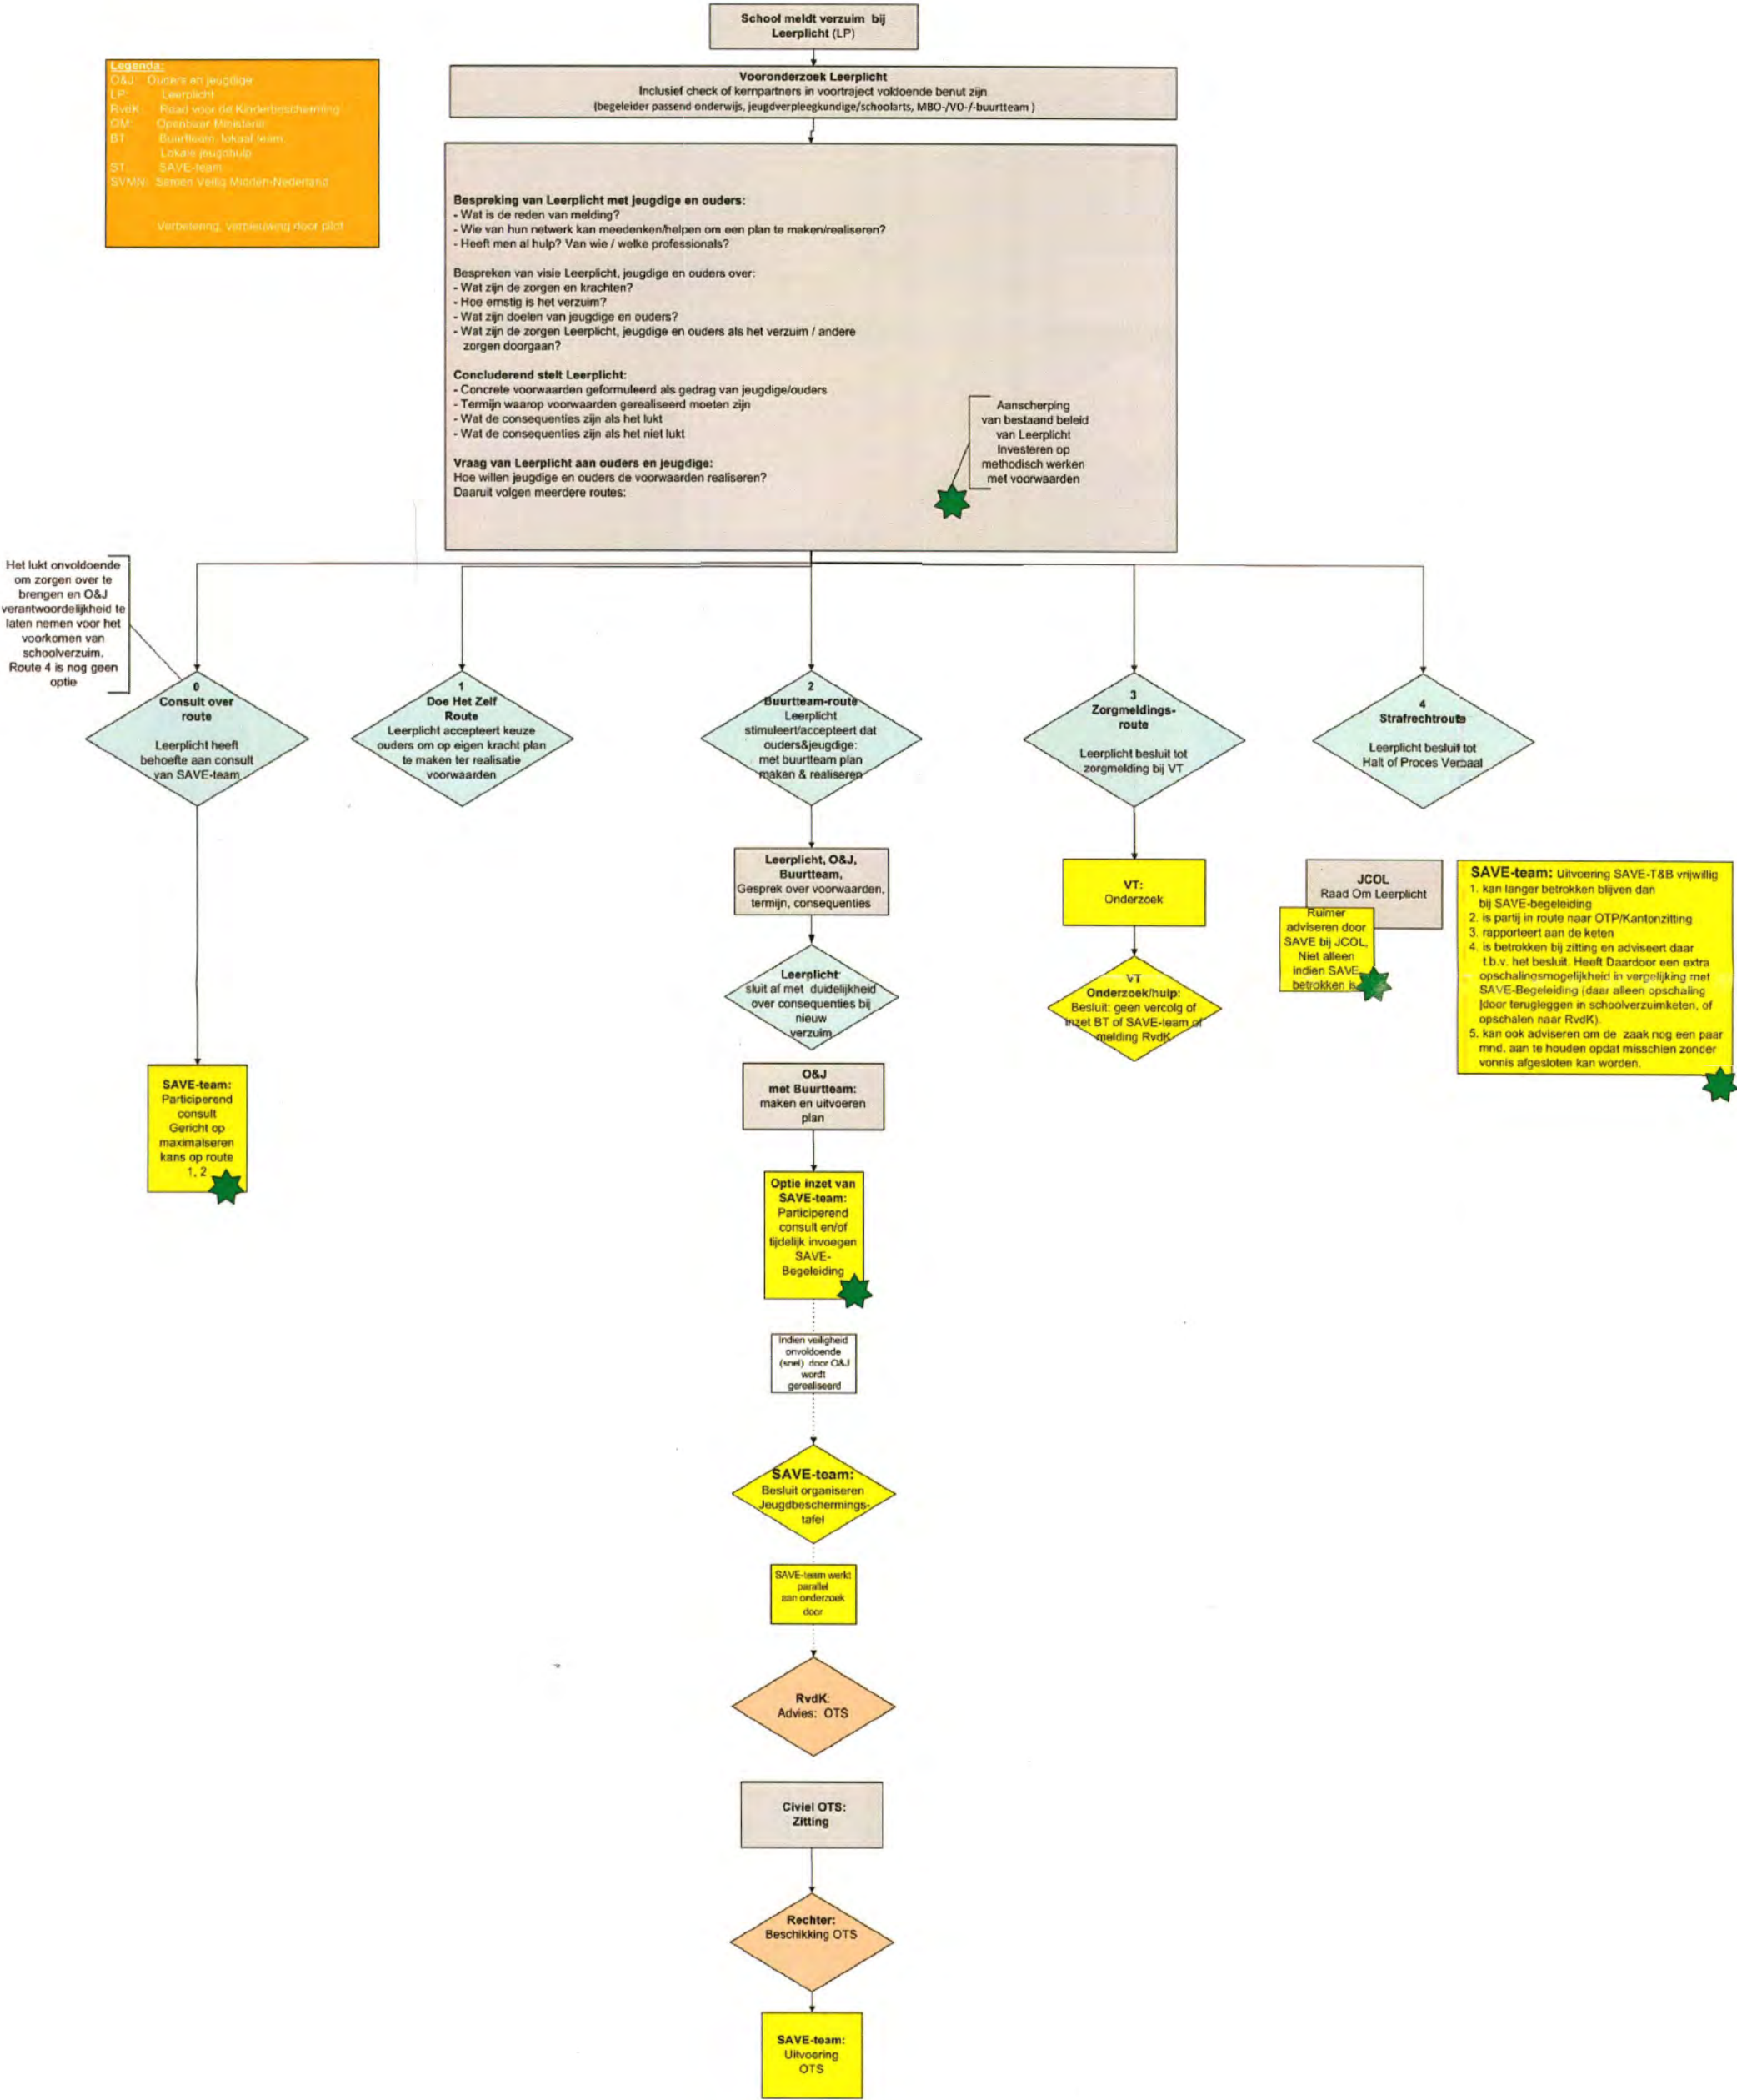 School meldt verzuim bij
Leerplicht (LP)
Legenda:
O&J: Ouders en jeugdige
LP: Leerplicht
RvdK: Raad voor de Kinderbescherming
OM: Openbaar Ministerie
BT: Buurtteam, lokaal team
Lokale jeugdhulp
ST: SAVE-team
SVMN: Samen Veilig Midden-Nederland
Verbetering, vernieuwing door pilot
Vooronderzoek Leerplicht
Inclusief check of kernpartners in voortraject voldoende benut zijn
(begeleider passend onderwijs, jeugdverpleegkundige/schoolarts, MBO-/VO-/-buurtteam )
Bespreking van Leerplicht met jeugdige en ouders:
- Wat is de reden van melding?
- Wie van hun netwerk kan meedenken/helpen om een plan te maken/realiseren?
- Heeft men al hulp? Van wie / welke professionals?
Bespreken van visie Leerplicht, jeugdige en ouders over:
- Wat zijn de zorgen en krachten?
- Hoe ernstig is het verzuim?
- Wat zijn doelen van jeugdige en ouders?
- Wat zijn de zorgen Leerplicht, jeugdige en ouders als het verzuim / andere
zorgen doorgaan?
Concluderend stelt Leerplicht:
- Concrete voorwaarden geformuleerd als gedrag van jeugdige/ouders
- Termijn waarop voorwaarden gerealiseerd moeten zijn
- Wat de consequenties zijn als het lukt
- Wat de consequenties zijn als het niet lukt
Vraag van Leerplicht aan ouders en jeugdige:
Hoe willen jeugdige en ouders de voorwaarden realiseren?
Daaruit volgen meerdere routes:
Aanscherping
van bestaand beleid
van Leerplicht
Investeren op
methodisch werken
met voorwaarden
Het lukt onvoldoende
om zorgen over te
brengen en O&J
verantwoordelijkheid te
laten nemen voor het
voorkomen van
schoolverzuim.
Route 4 is nog geen
optie
0
Consult over
route
Leerplicht heeft
behoefte aan consult
van SAVE-team
1
Doe Het Zelf
Route
Leerplicht accepteert keuze
ouders om op eigen kracht plan
te maken ter realisatie
voorwaarden
2
Buurtteam-route
Leerplicht
stimuleert/accepteert dat
ouders&jeugdige:
met buurtteam plan
maken & realiseren
3
Zorgmeldings-
route
Leerplicht besluit tot
zorgmelding bij VT
4
Strafrechtroute
Leerplicht besluit tot
Halt of Proces Verbaal
Leerplicht, O&J,
Buurtteam,
Gesprek over voorwaarden,
termijn, consequenties
VT:
Onderzoek
JCOL
Raad Om Leerplicht
Ruimer
adviseren door
SAVE bij JCOL,
Niet alleen
indien SAVE
betrokken is
SAVE-team: Uitvoering SAVE-T&B vrijwillig
1. kan langer betrokken blijven dan
bij SAVE-begeleiding
2. is partij in route naar OTP/Kantonzitting
3. rapporteert aan de keten
4. is betrokken bij zitting en adviseert daar
t.b.v. het besluit. Heeft Daardoor een extra
opschalingsmogelijkheid in vergelijking met
SAVE-Begeleiding (daar alleen opschaling
|door terugleggen in schoolverzuimketen, of
opschalen naar RvdK).
5. kan ook adviseren om de zaak nog een paar
mnd. aan te houden opdat misschien zonder
vonnis afgesloten kan worden.
Leerplicht
sluit af met duidelijkheid
over consequenties bij
nieuw
verzuim
VT
Onderzoek/hulp:
Besluit: geen vercolg of
inzet BT of SAVE-team of
melding RvdK
SAVE-team:
Participerend
consult
Gericht op
maximalseren
kans op route
1, 2
O&J
met Buurtteam:
maken en uitvoeren
plan
Optie inzet van
SAVE-team:
Participerend
consult en/of
tijdelijk invoegen
SAVE-
Begeleiding
Indien veiligheid
onvoldoende
(snel) door O&J
wordt
gerealiseerd
SAVE-team:
Besluit organiseren
Jeugdbeschermings-
tafel
SAVE-team werkt
parallel
aan onderzoek
door
RvdK:
Advies: OTS
Civiel OTS:
Zitting
Rechter:
Beschikking OTS
SAVE-team:
Uitvoering
OTS